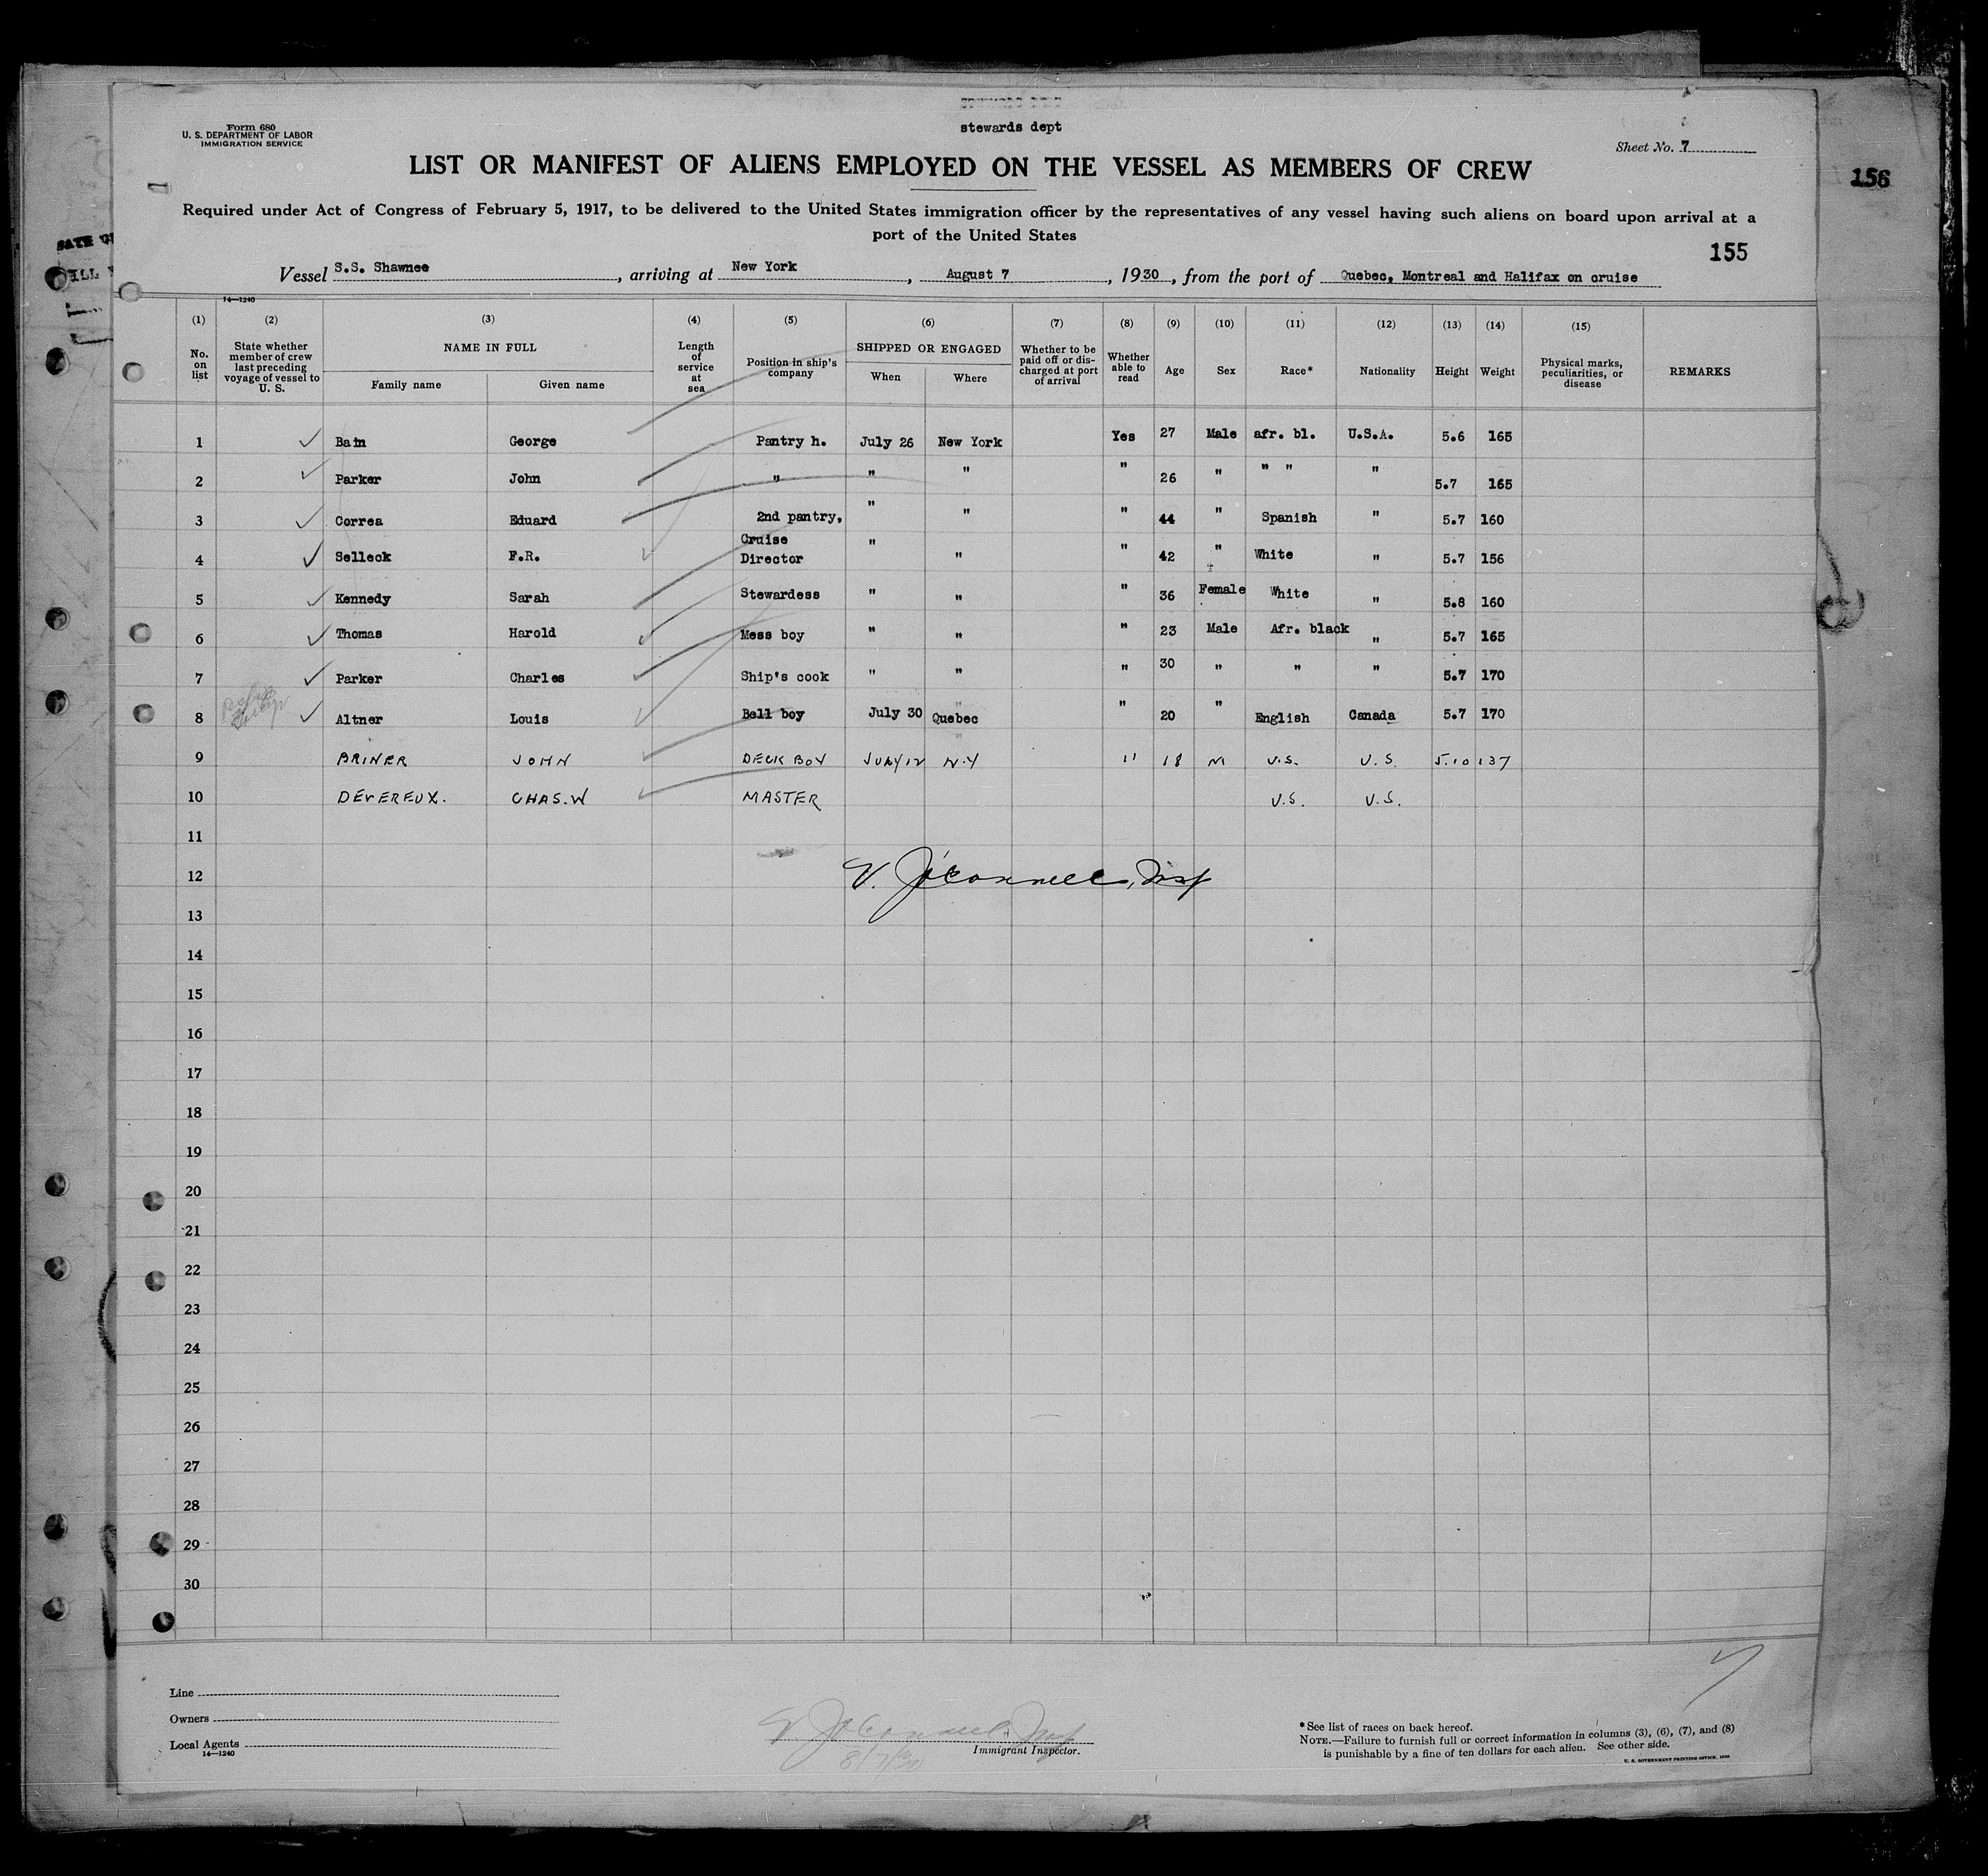 stewards dept
Form 680
U. S. DEPARTMENT OF LABOR
IMMIGRATION SERVICE
Sheet No. 7
LIST OR MANIFEST OF ALIENS EMPLOYED ON THE VESSEL AS MEMBERS OF CREW
156
Required under Act of Congress of February 5, 1917, to be delivered to the United States immigration officer by the representatives of any vessel having such aliens on board upon arrival at a
port of the United States
155
Vessel S.S. Shawnee, arriving at New York, August 7, 1930, from the port of Quebec, Montreal and Halifax on cruise
14—1240
(1) (2) (3) (4) (5) (6) (7) (8) (9) (10) (11) (12) (13) (14) (15)
No. on list
State whether member of crew last preceding voyage of vessel to U. S.
NAME IN FULL
Family name Given name
Length of service at sea
Position in ship's company
SHIPPED OR ENGAGED
When Where
Whether to be paid off or discharged at port of arrival
Whether able to read
Age Sex Race* Nationality Height Weight
Physical marks, peculiarities, or disease
REMARKS
1 Bain George Pantry h. July 26 New York Yes 27 Male afr. bl. U.S.A. 5.6 165
2 Parker John " " " " 26 " " " " 5.7 165
3 Correa Eduard 2nd pantry, " " " 44 " Spanish " 5.7 160
4 Selleck F.R. Cruise Director " " " 42 " White " 5.7 156
5 Kennedy Sarah Stewardess " " " 36 Female White " 5.8 160
6 Thomas Harold Mess boy " " " 23 Male Afr. black " 5.7 165
7 Parker Charles Ship's cook " " " 30 " " " 5.7 170
8 Altner Louis Bell boy July 30 Quebec " 20 " English Canada 5.7 170
9 BRINER JOHN DECK BOY JULY 12 N.Y " 18 M U.S. U.S. 5.10 137
10 DEVEREUX. CHAS.W MASTER U.S. U.S.
11
12 V. J. O'Connell, Insp
13
14
15
16
17
18
19
20
21
22
23
24
25
26
27
28
29
30
Line
Owners
Local Agents
14—1240
Immigrant Inspector.
8/7/30
*See list of races on back hereof.
NOTE.—Failure to furnish full or correct information in columns (3), (6), (7), and (8)
is punishable by a fine of ten dollars for each alien. See other side.